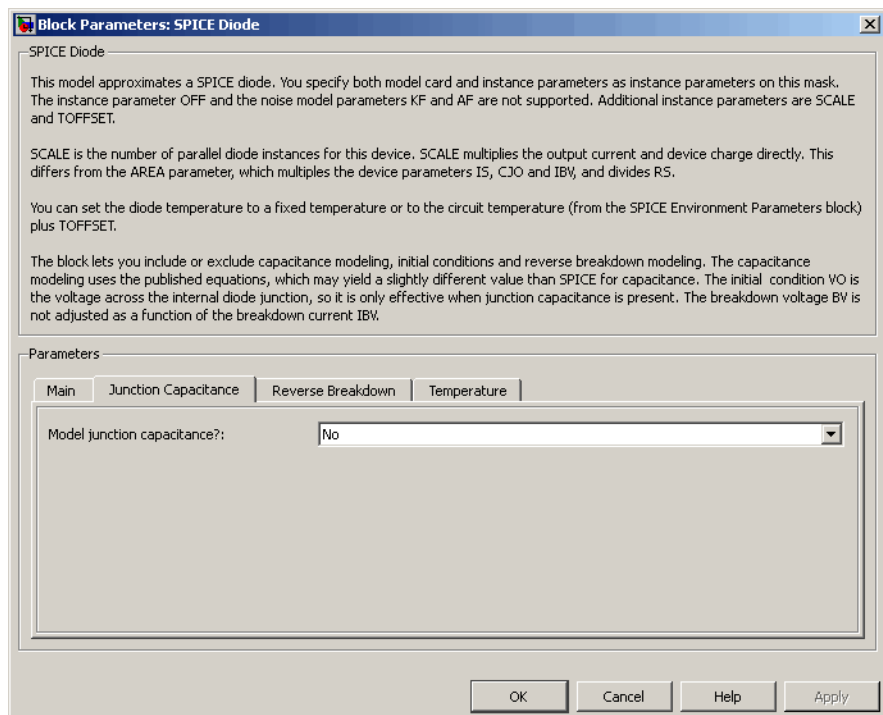 Block Parameters: SPICE Diode
SPICE Diode
This model approximates a SPICE diode. You specify both model card and instance parameters as instance parameters on this mask.
The instance parameter OFF and the noise model parameters KF and AF are not supported. Additional instance parameters are SCALE
and TOFFSET.
SCALE is the number of parallel diode instances for this device. SCALE multiplies the output current and device charge directly. This
differs from the AREA parameter, which multiples the device parameters IS, CJO and IBV, and divides RS.
You can set the diode temperature to a fixed temperature or to the circuit temperature (from the SPICE Environment Parameters block)
plus TOFFSET.
The block lets you include or exclude capacitance modeling, initial conditions and reverse breakdown modeling. The capacitance
modeling uses the published equations, which may yield a slightly different value than SPICE for capacitance. The initial condition VO is
the voltage across the internal diode junction, so it is only effective when junction capacitance is present. The breakdown voltage BV is
not adjusted as a function of the breakdown current IBV.
Parameters
Main Junction Capacitance Reverse Breakdown Temperature
Model junction capacitance?: No
OK Cancel Help Apply